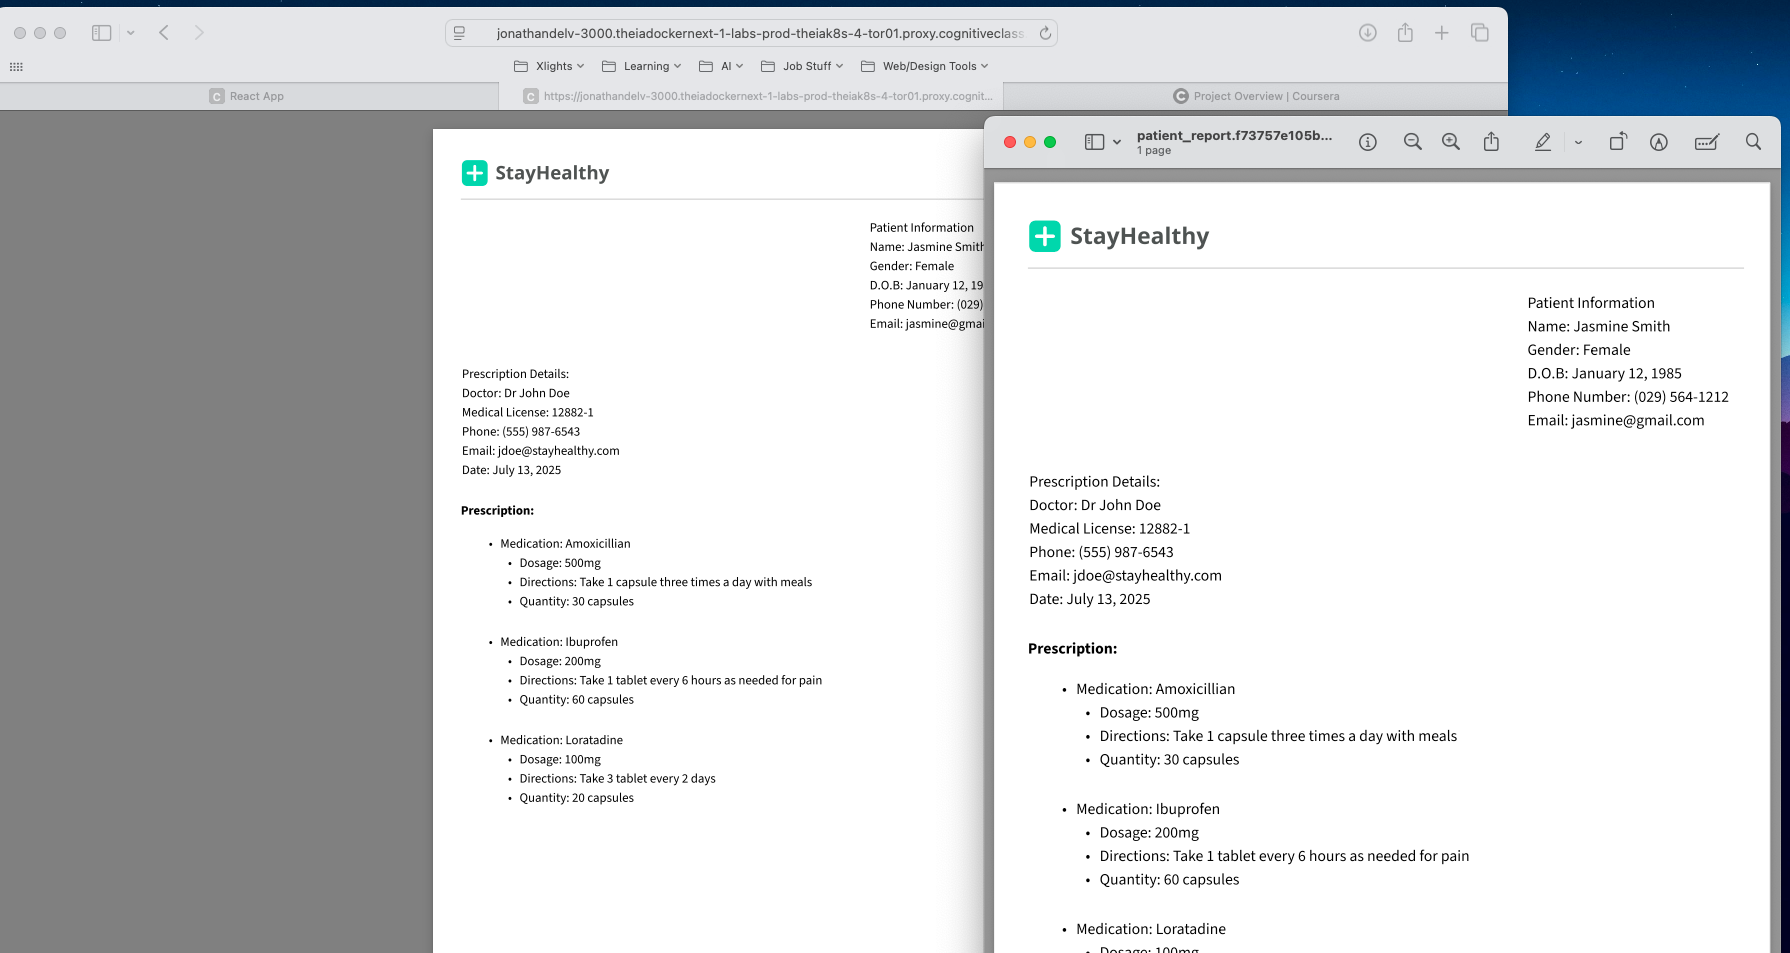 jonathandelv-3000.theiadockernext-1-labs-prod-theiak8s-4-tor01.proxy.cognitiveclass
Xlights
Learning
AI
Job Stuff
Web/Design Tools
React App
https://jonathandelv-3000.theiadockernext-1-labs-prod-theiak8s-4-tor01.proxy.cognit...
Project Overview | Coursera
StayHealthy
Patient Information
Name: Jasmine Smith
Gender: Female
D.O.B: January 12, 19
Phone Number: (029)
Email: jasmine@gmai
Prescription Details:
Doctor: Dr John Doe
Medical License: 12882-1
Phone: (555) 987-6543
Email: jdoe@stayhealthy.com
Date: July 13, 2025
Prescription:
• Medication: Amoxicillian
• Dosage: 500mg
• Directions: Take 1 capsule three times a day with meals
• Quantity: 30 capsules
• Medication: Ibuprofen
• Dosage: 200mg
• Directions: Take 1 tablet every 6 hours as needed for pain
• Quantity: 60 capsules
• Medication: Loratadine
• Dosage: 100mg
• Directions: Take 3 tablet every 2 days
• Quantity: 20 capsules
patient_report.f73757e105b...
1 page
StayHealthy
Patient Information
Name: Jasmine Smith
Gender: Female
D.O.B: January 12, 1985
Phone Number: (029) 564-1212
Email: jasmine@gmail.com
Prescription Details:
Doctor: Dr John Doe
Medical License: 12882-1
Phone: (555) 987-6543
Email: jdoe@stayhealthy.com
Date: July 13, 2025
Prescription:
• Medication: Amoxicillian
• Dosage: 500mg
• Directions: Take 1 capsule three times a day with meals
• Quantity: 30 capsules
• Medication: Ibuprofen
• Dosage: 200mg
• Directions: Take 1 tablet every 6 hours as needed for pain
• Quantity: 60 capsules
• Medication: Loratadine
Dosage: 100mg